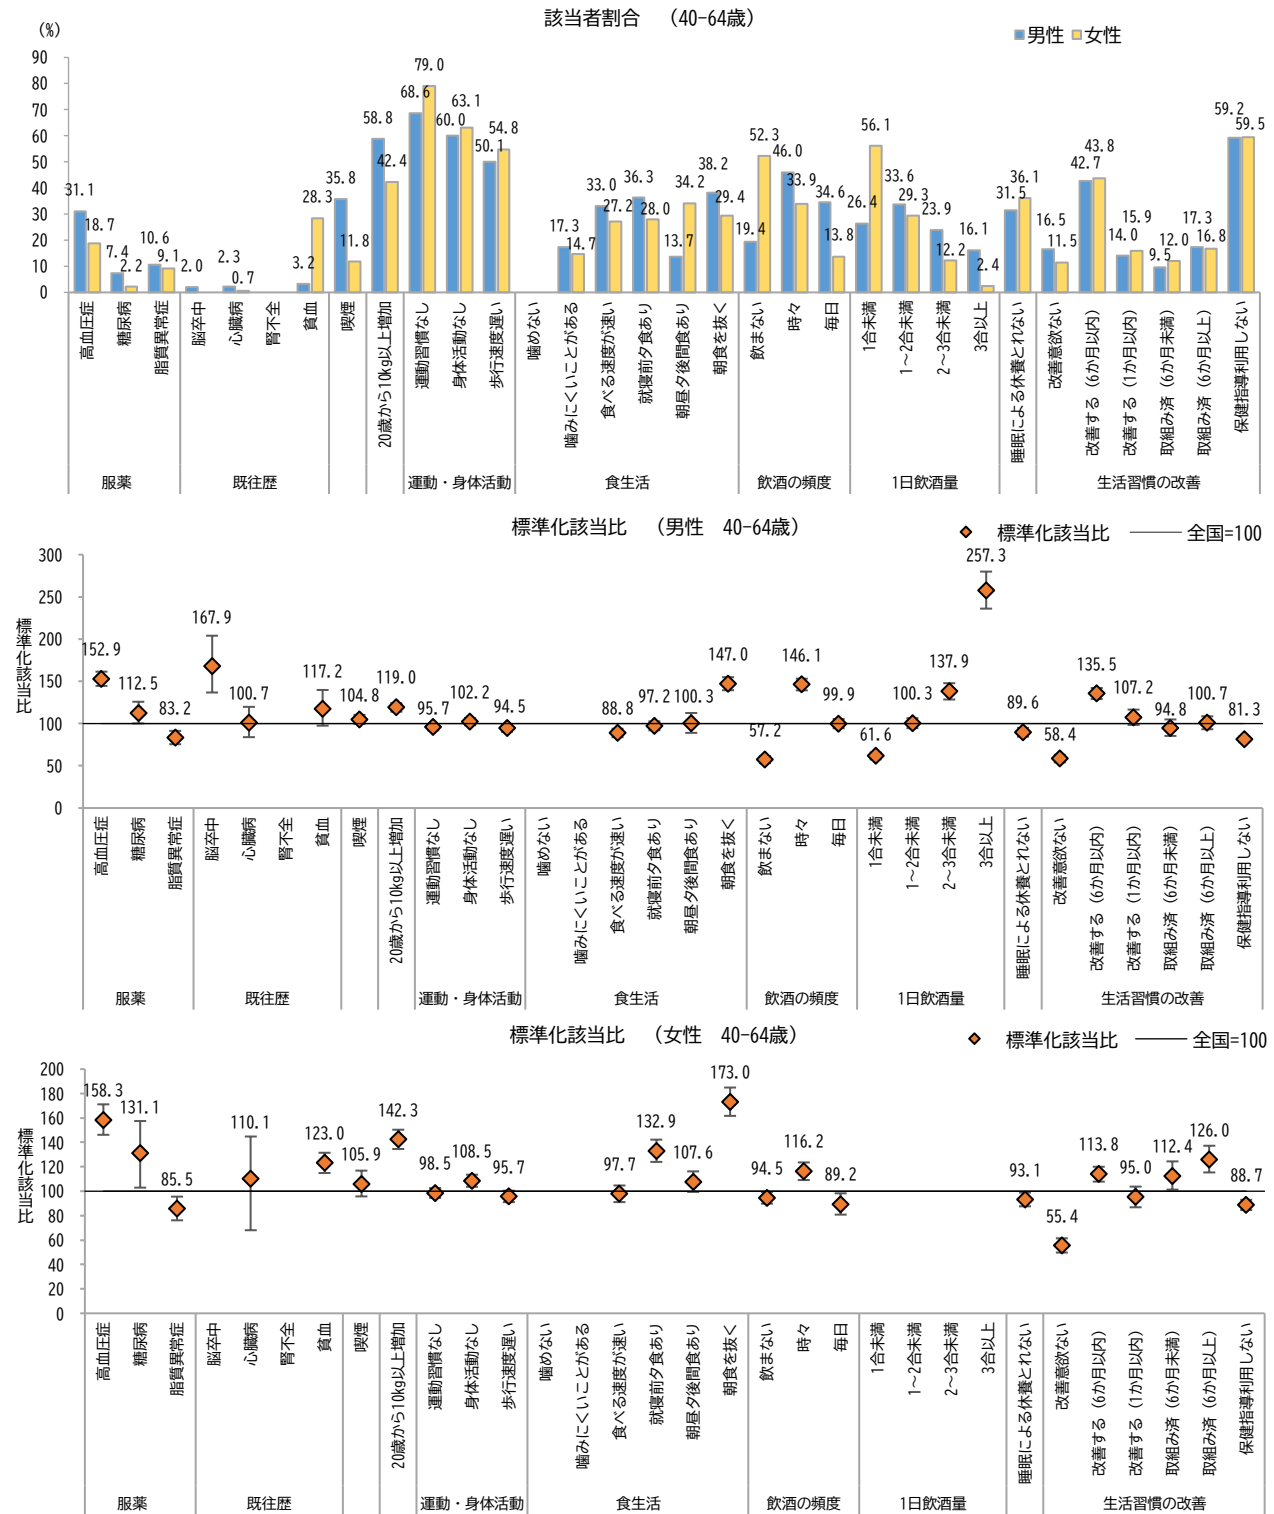 該当者割合　（40-64歳）
(%)
男性 女性
90
80
70
60
50
40
30
20
10
0
31.1 18.7 7.4 2.2 10.6 9.1 2.0 2.3 0.7 3.2 28.3 35.8 11.8 58.8 42.4 68.6 79.0 60.0 63.1 50.1 54.8 17.3 14.7 33.0 27.2 36.3 28.0 13.7 34.2 38.2 29.4 19.4 52.3 46.0 33.9 34.6 13.8 26.4 56.1 33.6 29.3 23.9 12.2 16.1 2.4 31.5 36.1 16.5 11.5 42.7 43.8 14.0 15.9 9.5 12.0 17.3 16.8 59.2 59.5
高血圧症 糖尿病 脂質異常症 脳卒中 心臓病 腎不全 貧血 喫煙 20歳から10kg以上増加 運動習慣なし 身体活動なし 歩行速度遅い 噛めない 噛みにくいことがある 食べる速度が速い 就寝前夕食あり 朝昼夕後間食あり 朝食を抜く 飲まない 時々 毎日 1合未満 1～2合未満 2～3合未満 3合以上 睡眠による休養とれない 改善意欲ない 改善する（6か月以内） 改善する（1か月以内） 取組み済（6か月未満） 取組み済（6か月以上） 保健指導利用しない
服薬 既往歴 運動・身体活動 食生活 飲酒の頻度 1日飲酒量 生活習慣の改善
標準化該当比　（男性　40-64歳）
標準化該当比 全国=100
標準化該当比
300
250
200
150
100
50
0
152.9 112.5 83.2 167.9 100.7 117.2 104.8 119.0 95.7 102.2 94.5 88.8 97.2 100.3 147.0 57.2 146.1 99.9 61.6 100.3 137.9 257.3 89.6 58.4 135.5 107.2 94.8 100.7 81.3
高血圧症 糖尿病 脂質異常症 脳卒中 心臓病 腎不全 貧血 喫煙 20歳から10kg以上増加 運動習慣なし 身体活動なし 歩行速度遅い 噛めない 噛みにくいことがある 食べる速度が速い 就寝前夕食あり 朝昼夕後間食あり 朝食を抜く 飲まない 時々 毎日 1合未満 1～2合未満 2～3合未満 3合以上 睡眠による休養とれない 改善意欲ない 改善する（6か月以内） 改善する（1か月以内） 取組み済（6か月未満） 取組み済（6か月以上） 保健指導利用しない
服薬 既往歴 運動・身体活動 食生活 飲酒の頻度 1日飲酒量 生活習慣の改善
標準化該当比　（女性　40-64歳）
標準化該当比 全国=100
標準化該当比
200
180
160
140
120
100
80
60
40
20
0
158.3 131.1 85.5 110.1 123.0 105.9 142.3 98.5 108.5 95.7 97.7 132.9 107.6 173.0 94.5 116.2 89.2 93.1 55.4 113.8 95.0 112.4 126.0 88.7
高血圧症 糖尿病 脂質異常症 脳卒中 心臓病 腎不全 貧血 喫煙 20歳から10kg以上増加 運動習慣なし 身体活動なし 歩行速度遅い 噛めない 噛みにくいことがある 食べる速度が速い 就寝前夕食あり 朝昼夕後間食あり 朝食を抜く 飲まない 時々 毎日 1合未満 1～2合未満 2～3合未満 3合以上 睡眠による休養とれない 改善意欲ない 改善する（6か月以内） 改善する（1か月以内） 取組み済（6か月未満） 取組み済（6か月以上） 保健指導利用しない
服薬 既往歴 運動・身体活動 食生活 飲酒の頻度 1日飲酒量 生活習慣の改善